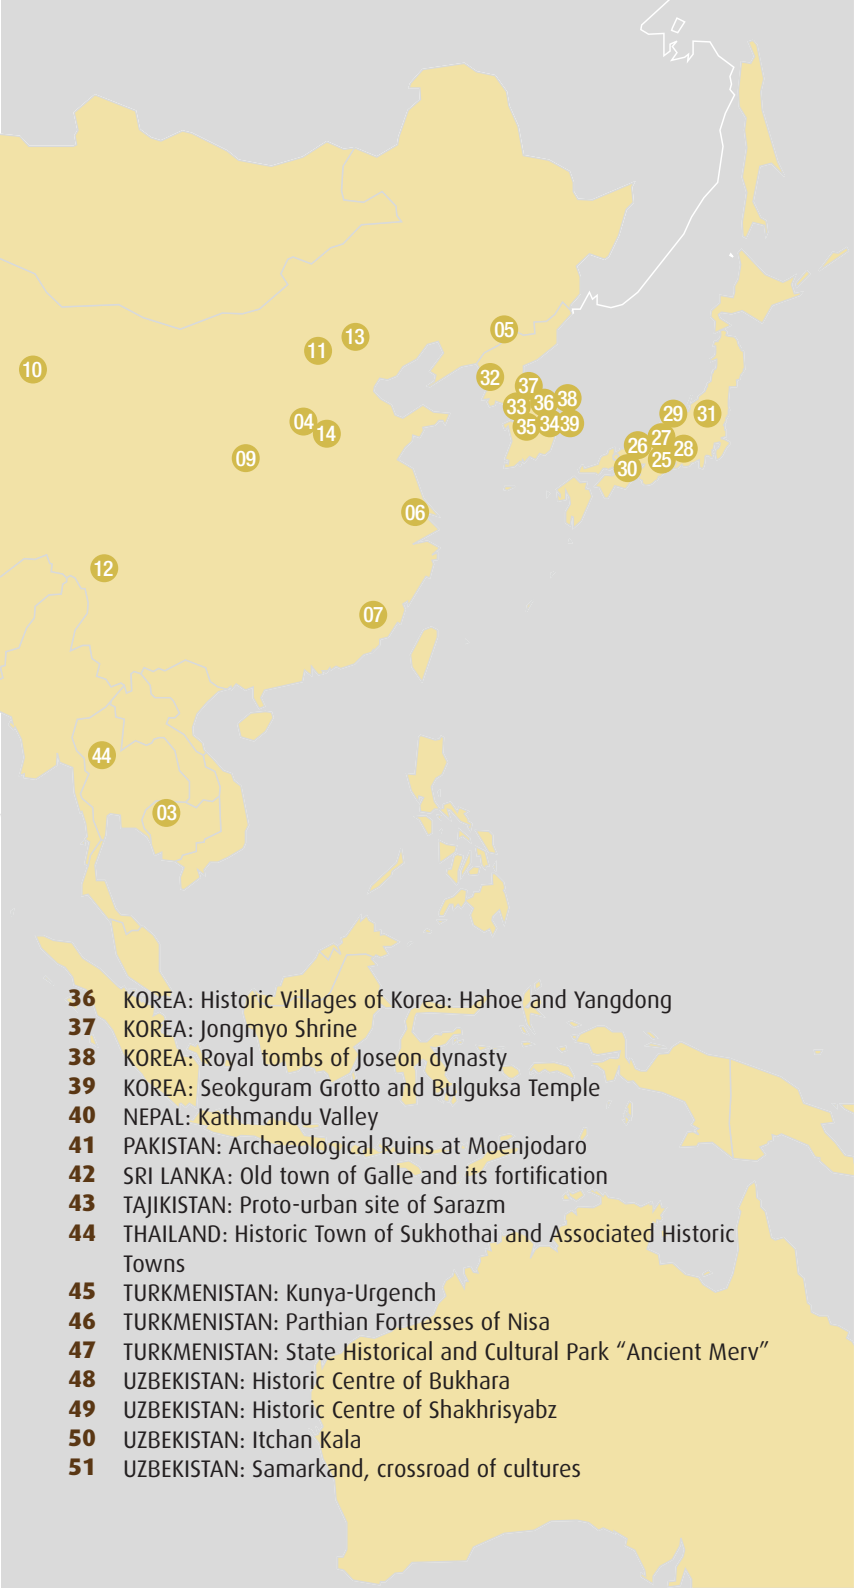 05
13
11
10
32
37
38
36
33
29
31
04
14
35
34
39
27
26
28
09
25
30
06
12
07
44
03
36 KOREA: Historic Villages of Korea: Hahoe and Yangdong
37 KOREA: Jongmyo Shrine
38 KOREA: Royal tombs of Joseon dynasty
39 KOREA: Seokguram Grotto and Bulguksa Temple
40 NEPAL: Kathmandu Valley
41 PAKISTAN: Archaeological Ruins at Moenjodaro
42 SRI LANKA: Old town of Galle and its fortification
43 TAJIKISTAN: Proto-urban site of Sarazm
44 THAILAND: Historic Town of Sukhothai and Associated Historic
Towns
45 TURKMENISTAN: Kunya-Urgench
46 TURKMENISTAN: Parthian Fortresses of Nisa
47 TURKMENISTAN: State Historical and Cultural Park “Ancient Merv”
48 UZBEKISTAN: Historic Centre of Bukhara
49 UZBEKISTAN: Historic Centre of Shakhrisyabz
50 UZBEKISTAN: Itchan Kala
51 UZBEKISTAN: Samarkand, crossroad of cultures